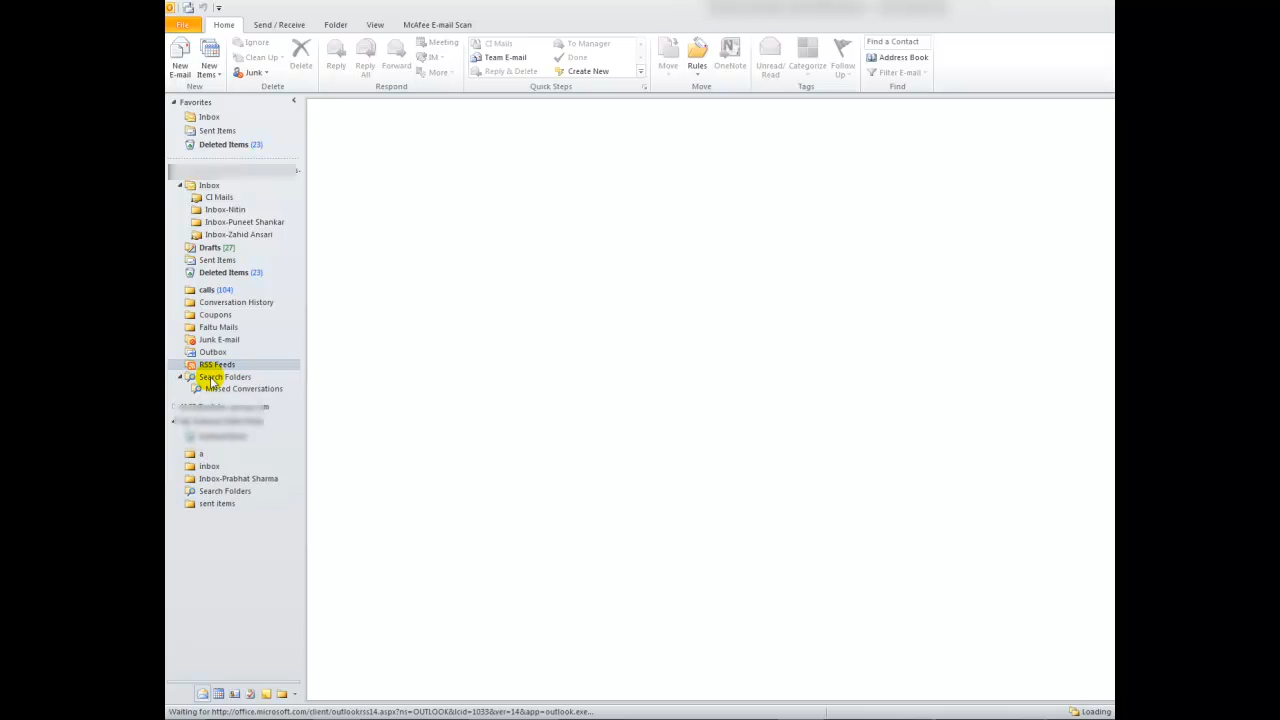 File Home Send / Receive Folder View McAfee E-mail Scan
New E-mail
New Items
Ignore
Clean Up
Junk
Delete
Reply
Reply All
Forward
Meeting
IM
More
CI Mails
Team E-mail
Reply & Delete
To Manager
Done
Create New
Move
Rules
OneNote
Unread/ Read
Categorize
Follow Up
Find a Contact
Address Book
Filter E-mail
New Delete Respond Quick Steps Move Tags Find
Favorites
Inbox
Sent Items
Deleted Items (23)
Inbox
CI Mails
Inbox-Nitin
Inbox-Puneet Shankar
Inbox-Zahid Ansari
Drafts [27]
Sent Items
Deleted Items (23)
calls (104)
Conversation History
Coupons
Faltu Mails
Junk E-mail
Outbox
RSS Feeds
Search Folders
Missed Conversations
a
inbox
Inbox-Prabhat Sharma
Search Folders
sent items
Waiting for http://office.microsoft.com/client/outlookrss14.aspx?ns=OUTLOOK&lcid=1033&ver=14&app=outlook.exe... Loading